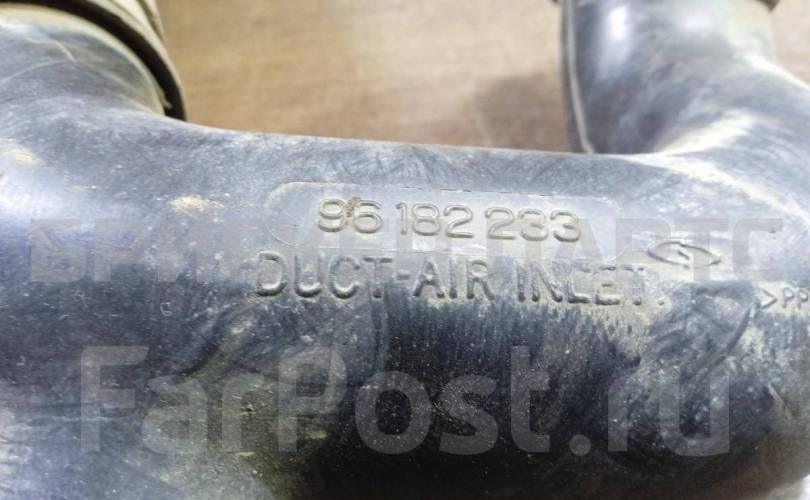 96 182 233
DUCT-AIR INLET.
>PP
FarPost.ru